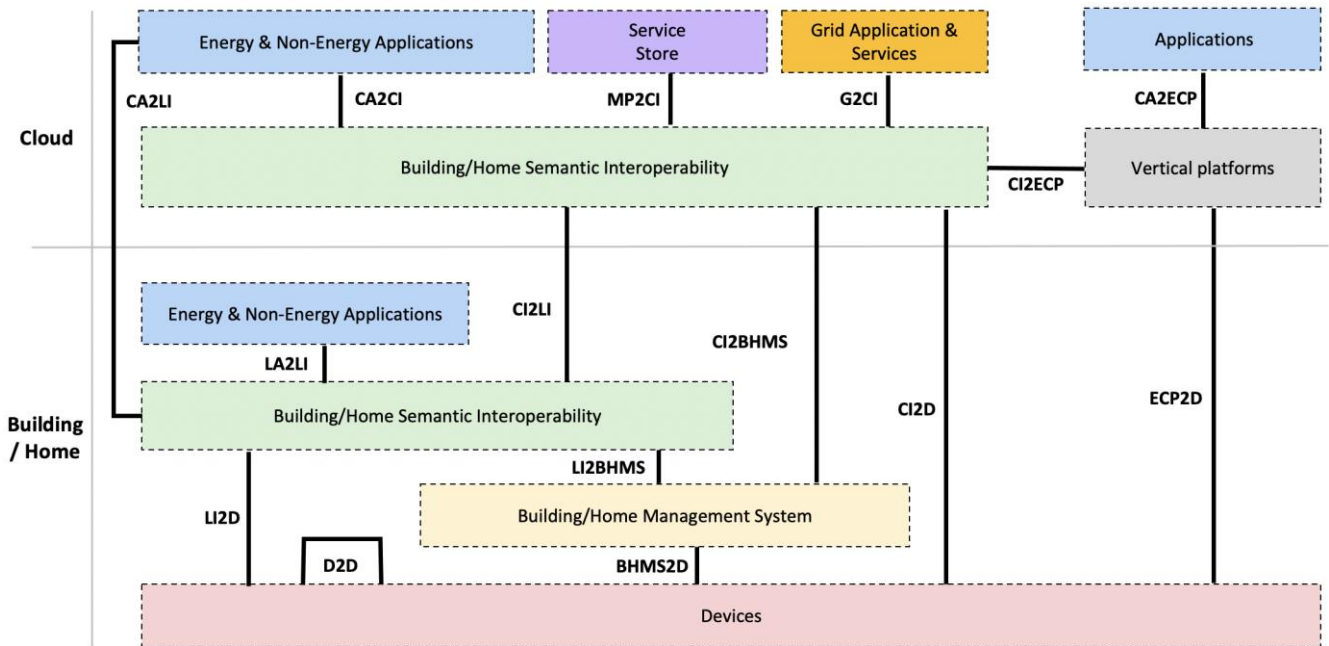 Energy & Non-Energy Applications
Service
Store
Grid Application &
Services
Applications
CA2LI
CA2CI
MP2CI
G2CI
CA2ECP
Cloud
Building/Home Semantic Interoperability
CI2ECP
Vertical platforms
Energy & Non-Energy Applications
CI2LI
CI2BHMS
LA2LI
Building
/ Home
Building/Home Semantic Interoperability
CI2D
ECP2D
LI2BHMS
LI2D
Building/Home Management System
D2D
BHMS2D
Devices